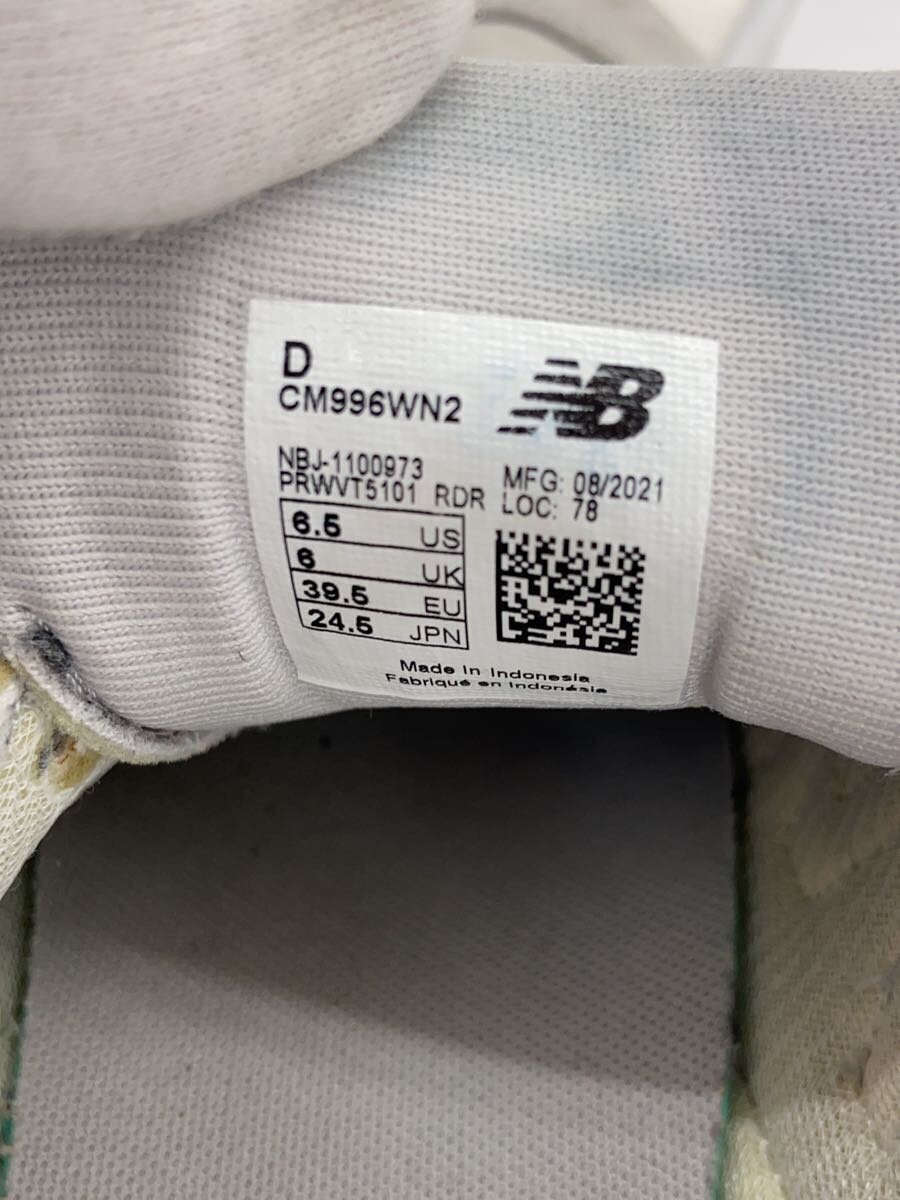 D
CM996WN2
NB
NBJ-1100973
PRWVT5101 RDR
MFG: 08/2021
LOC: 78
6.5 US
6 UK
39.5 EU
24.5 JPN
Made in Indonesia
Fabriqué en Indonésie